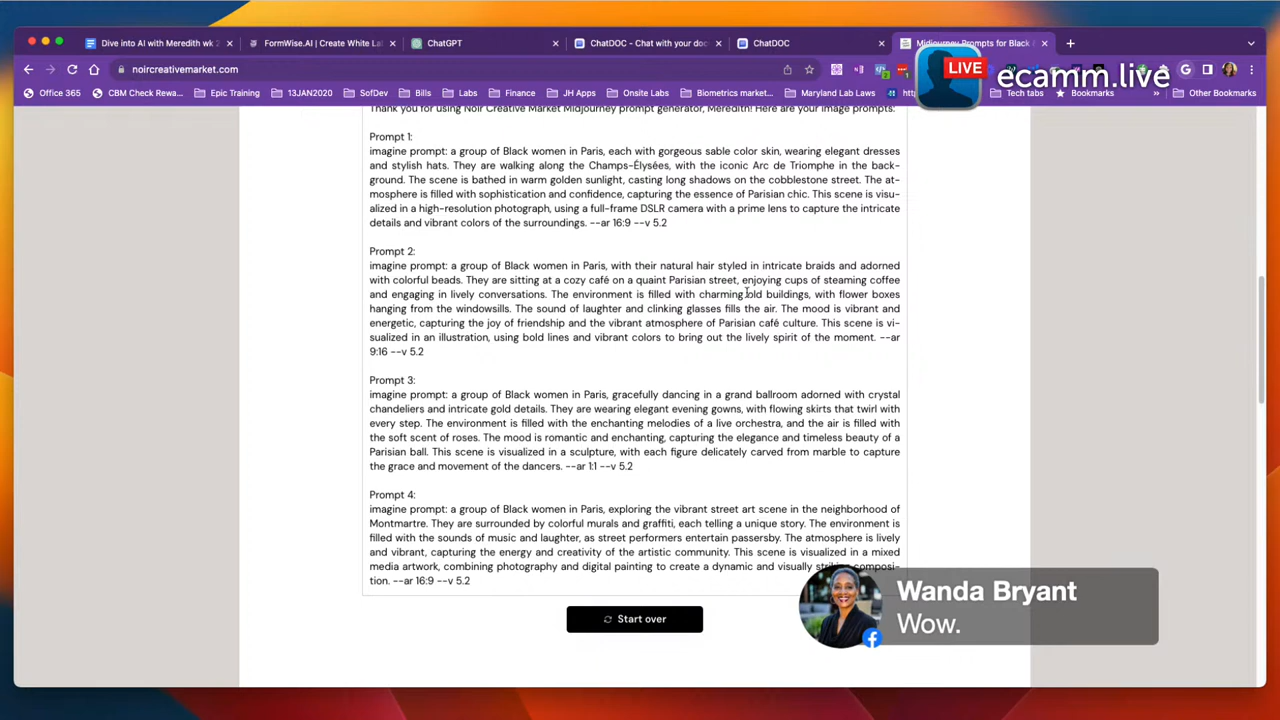 Dive into AI with Meredith wk 2
FormWise.AI | Create White La
ChatGPT
ChatDOC - Chat with your doc
ChatDOC
Midjourney Prompts for Black
noircreativemarket.com
LIVE
ecamm.live
Office 365
CBM Check Rewa...
Epic Training
13JAN2020
SofDev
Bills
Labs
Finance
JH Apps
Onsite Labs
Biometrics market...
Maryland Lab Laws
Tech tabs
Bookmarks
Other Bookmarks
Thank you for using Noir Creative Market Midjourney prompt generator, Meredith! Here are your image prompts:
Prompt 1:
imagine prompt: a group of Black women in Paris, each with gorgeous sable color skin, wearing elegant dresses
and stylish hats. They are walking along the Champs-Élysées, with the iconic Arc de Triomphe in the back-
ground. The scene is bathed in warm golden sunlight, casting long shadows on the cobblestone street. The at-
mosphere is filled with sophistication and confidence, capturing the essence of Parisian chic. This scene is visu-
alized in a high-resolution photograph, using a full-frame DSLR camera with a prime lens to capture the intricate
details and vibrant colors of the surroundings. --ar 16:9 --v 5.2
Prompt 2:
imagine prompt: a group of Black women in Paris, with their natural hair styled in intricate braids and adorned
with colorful beads. They are sitting at a cozy café on a quaint Parisian street, enjoying cups of steaming coffee
and engaging in lively conversations. The environment is filled with charming old buildings, with flower boxes
hanging from the windowsills. The sound of laughter and clinking glasses fills the air. The mood is vibrant and
energetic, capturing the joy of friendship and the vibrant atmosphere of Parisian café culture. This scene is vi-
sualized in an illustration, using bold lines and vibrant colors to bring out the lively spirit of the moment. --ar
9:16 --v 5.2
Prompt 3:
imagine prompt: a group of Black women in Paris, gracefully dancing in a grand ballroom adorned with crystal
chandeliers and intricate gold details. They are wearing elegant evening gowns, with flowing skirts that twirl with
every step. The environment is filled with the enchanting melodies of a live orchestra, and the air is filled with
the soft scent of roses. The mood is romantic and enchanting, capturing the elegance and timeless beauty of a
Parisian ball. This scene is visualized in a sculpture, with each figure delicately carved from marble to capture
the grace and movement of the dancers. --ar 1:1 --v 5.2
Prompt 4:
imagine prompt: a group of Black women in Paris, exploring the vibrant street art scene in the neighborhood of
Montmartre. They are surrounded by colorful murals and graffiti, each telling a unique story. The environment is
filled with the sounds of music and laughter, as street performers entertain passersby. The atmosphere is lively
and vibrant, capturing the energy and creativity of the artistic community. This scene is visualized in a mixed
media artwork, combining photography and digital painting to create a dynamic and visually striking composi-
tion. --ar 16:9 --v 5.2
Start over
Wanda Bryant
Wow.